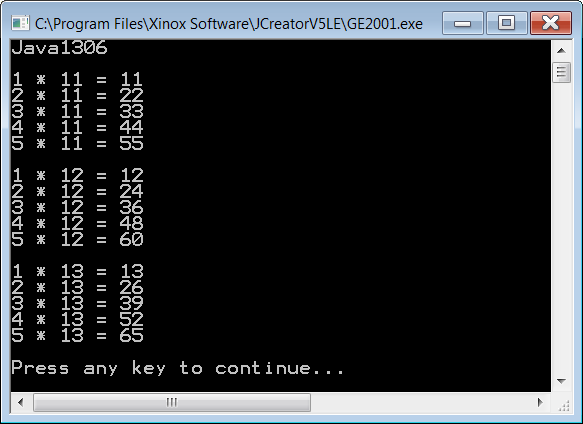 C:\Program Files\Xinox Software\JCreatorV5LE\GE2001.exe
Java1306
1 * 11 = 11
2 * 11 = 22
3 * 11 = 33
4 * 11 = 44
5 * 11 = 55
1 * 12 = 12
2 * 12 = 24
3 * 12 = 36
4 * 12 = 48
5 * 12 = 60
1 * 13 = 13
2 * 13 = 26
3 * 13 = 39
4 * 13 = 52
5 * 13 = 65
Press any key to continue...